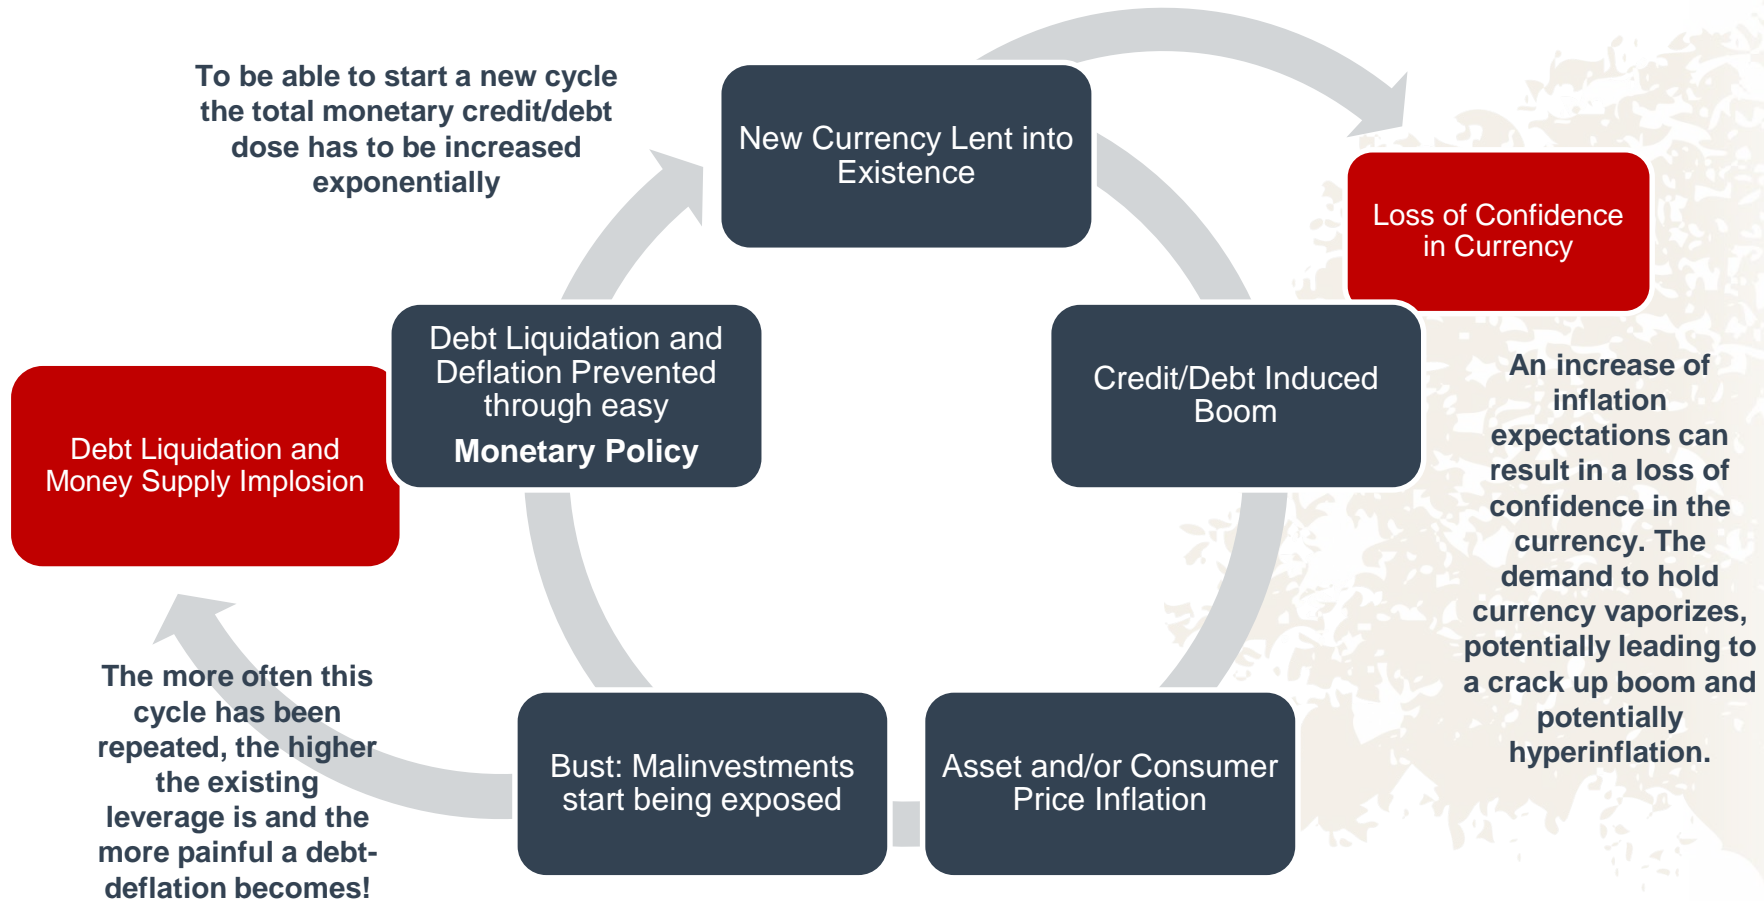 To be able to start a new cycle
the total monetary credit/debt
dose has to be increased
exponentially
New Currency Lent into
Existence
Loss of Confidence
in Currency
Debt Liquidation and
Deflation Prevented
through easy
Monetary Policy
Credit/Debt Induced
Boom
Debt Liquidation and
Money Supply Implosion
An increase of
inflation
expectations can
result in a loss of
confidence in the
currency. The
demand to hold
currency vaporizes,
potentially leading to
a crack up boom and
potentially
hyperinflation.
The more often this
cycle has been
repeated, the higher
the existing
leverage is and the
more painful a debt-
deflation becomes!
Bust: Malinvestments
start being exposed
Asset and/or Consumer
Price Inflation